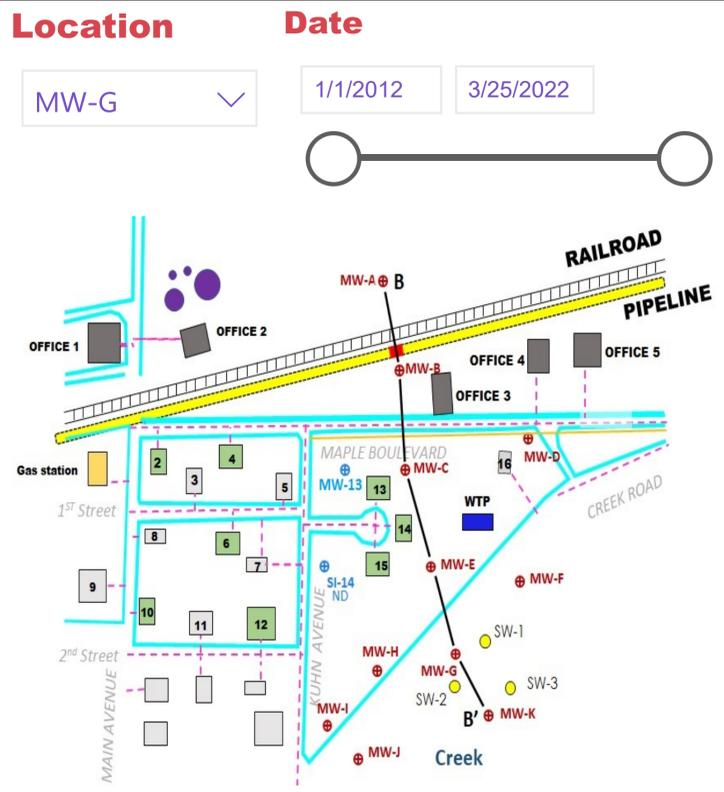 Location
Date
MW-G
1/1/2012
3/25/2022
RAILROAD
MW-A
B
PIPELINE
OFFICE 1
OFFICE 2
MW-B
OFFICE 4
OFFICE 5
OFFICE 3
Gas station
2
4
3
5
MAPLE BOULEVARD
MW-13
MW-C
MW-D
16
13
1ST Street
WTP
CREEK ROAD
8
6
14
7
15
9
SI-14
ND
MW-E
MW-F
10
11
12
KUHN AVENUE
SW-1
2nd Street
MW-H
MW-G
SW-2
SW-3
MAIN AVENUE
MW-I
B'
MW-K
MW-J
Creek